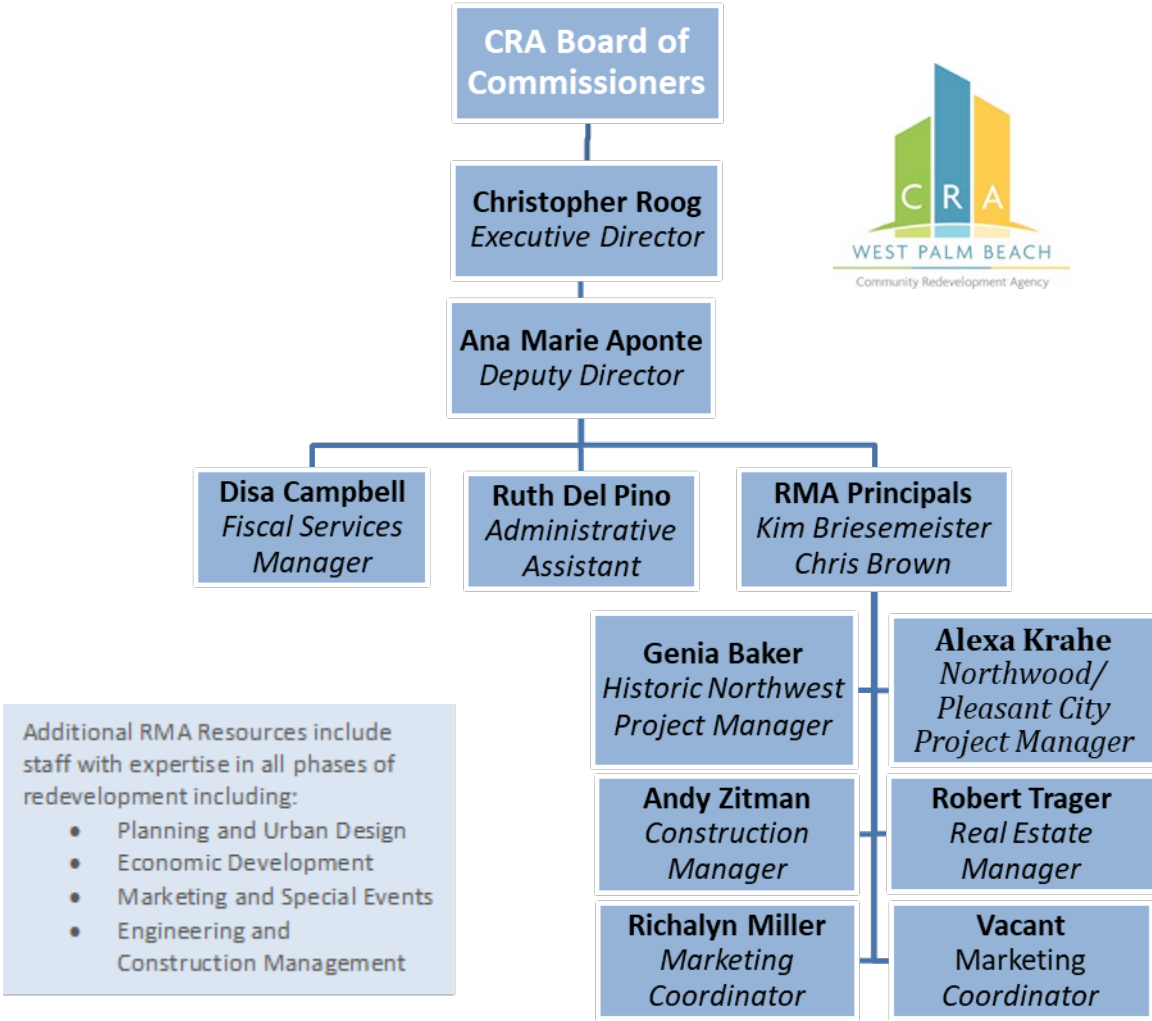 CRA Board of
Commissioners
C R A
WEST PALM BEACH
Community Redevelopment Agency
Christopher Roog
Executive Director
Ana Marie Aponte
Deputy Director
Disa Campbell
Fiscal Services
Manager
Ruth Del Pino
Administrative
Assistant
RMA Principals
Kim Briesemeister
Chris Brown
Genia Baker
Historic Northwest
Project Manager
Alexa Krahe
Northwood/
Pleasant City
Project Manager
Andy Zitman
Construction
Manager
Robert Trager
Real Estate
Manager
Richalyn Miller
Marketing
Coordinator
Vacant
Marketing
Coordinator
Additional RMA Resources include
staff with expertise in all phases of
redevelopment including:
• Planning and Urban Design
• Economic Development
• Marketing and Special Events
• Engineering and
Construction Management